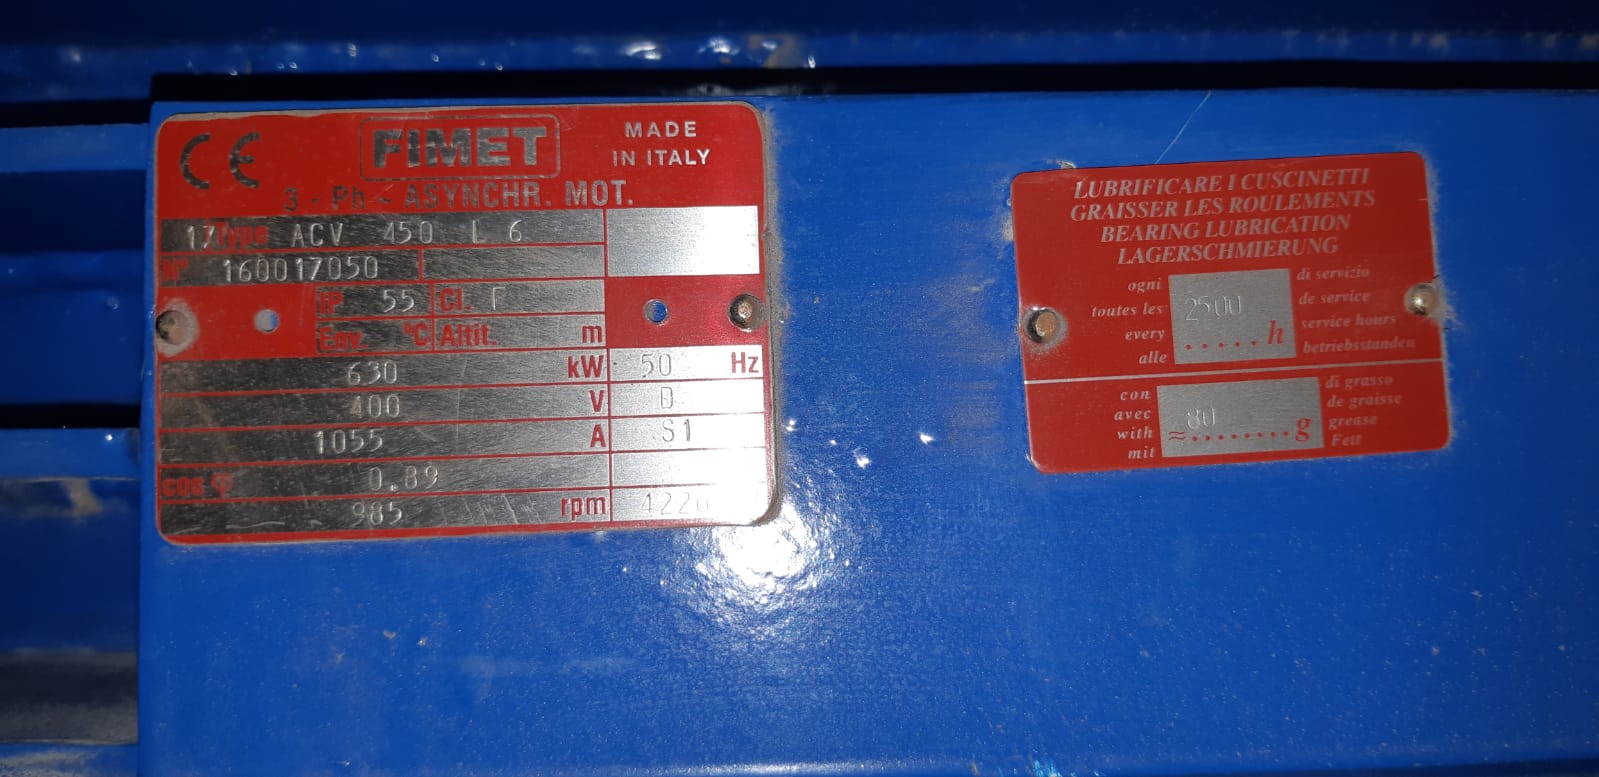 CE FIMET MADE IN ITALY
3 - Ph ~ ASYNCHR. MOT.
17 Type ACV 450 L 6
N° 160017050
IP 55 Cl. F
Env. °C Altit. m
630 kW 50 Hz
400 V D
1055 A S1
cos φ 0.89
985 rpm
LUBRIFICARE I CUSCINETTI
GRAISSER LES ROULEMENTS
BEARING LUBRICATION
LAGERSCHMIERUNG
ogni di servizio
toutes les 2500 de service
every service hours
alle .....h betriebsstanden
con di grasso
avec 80 de graisse
with ≈........g grease
mit Fett